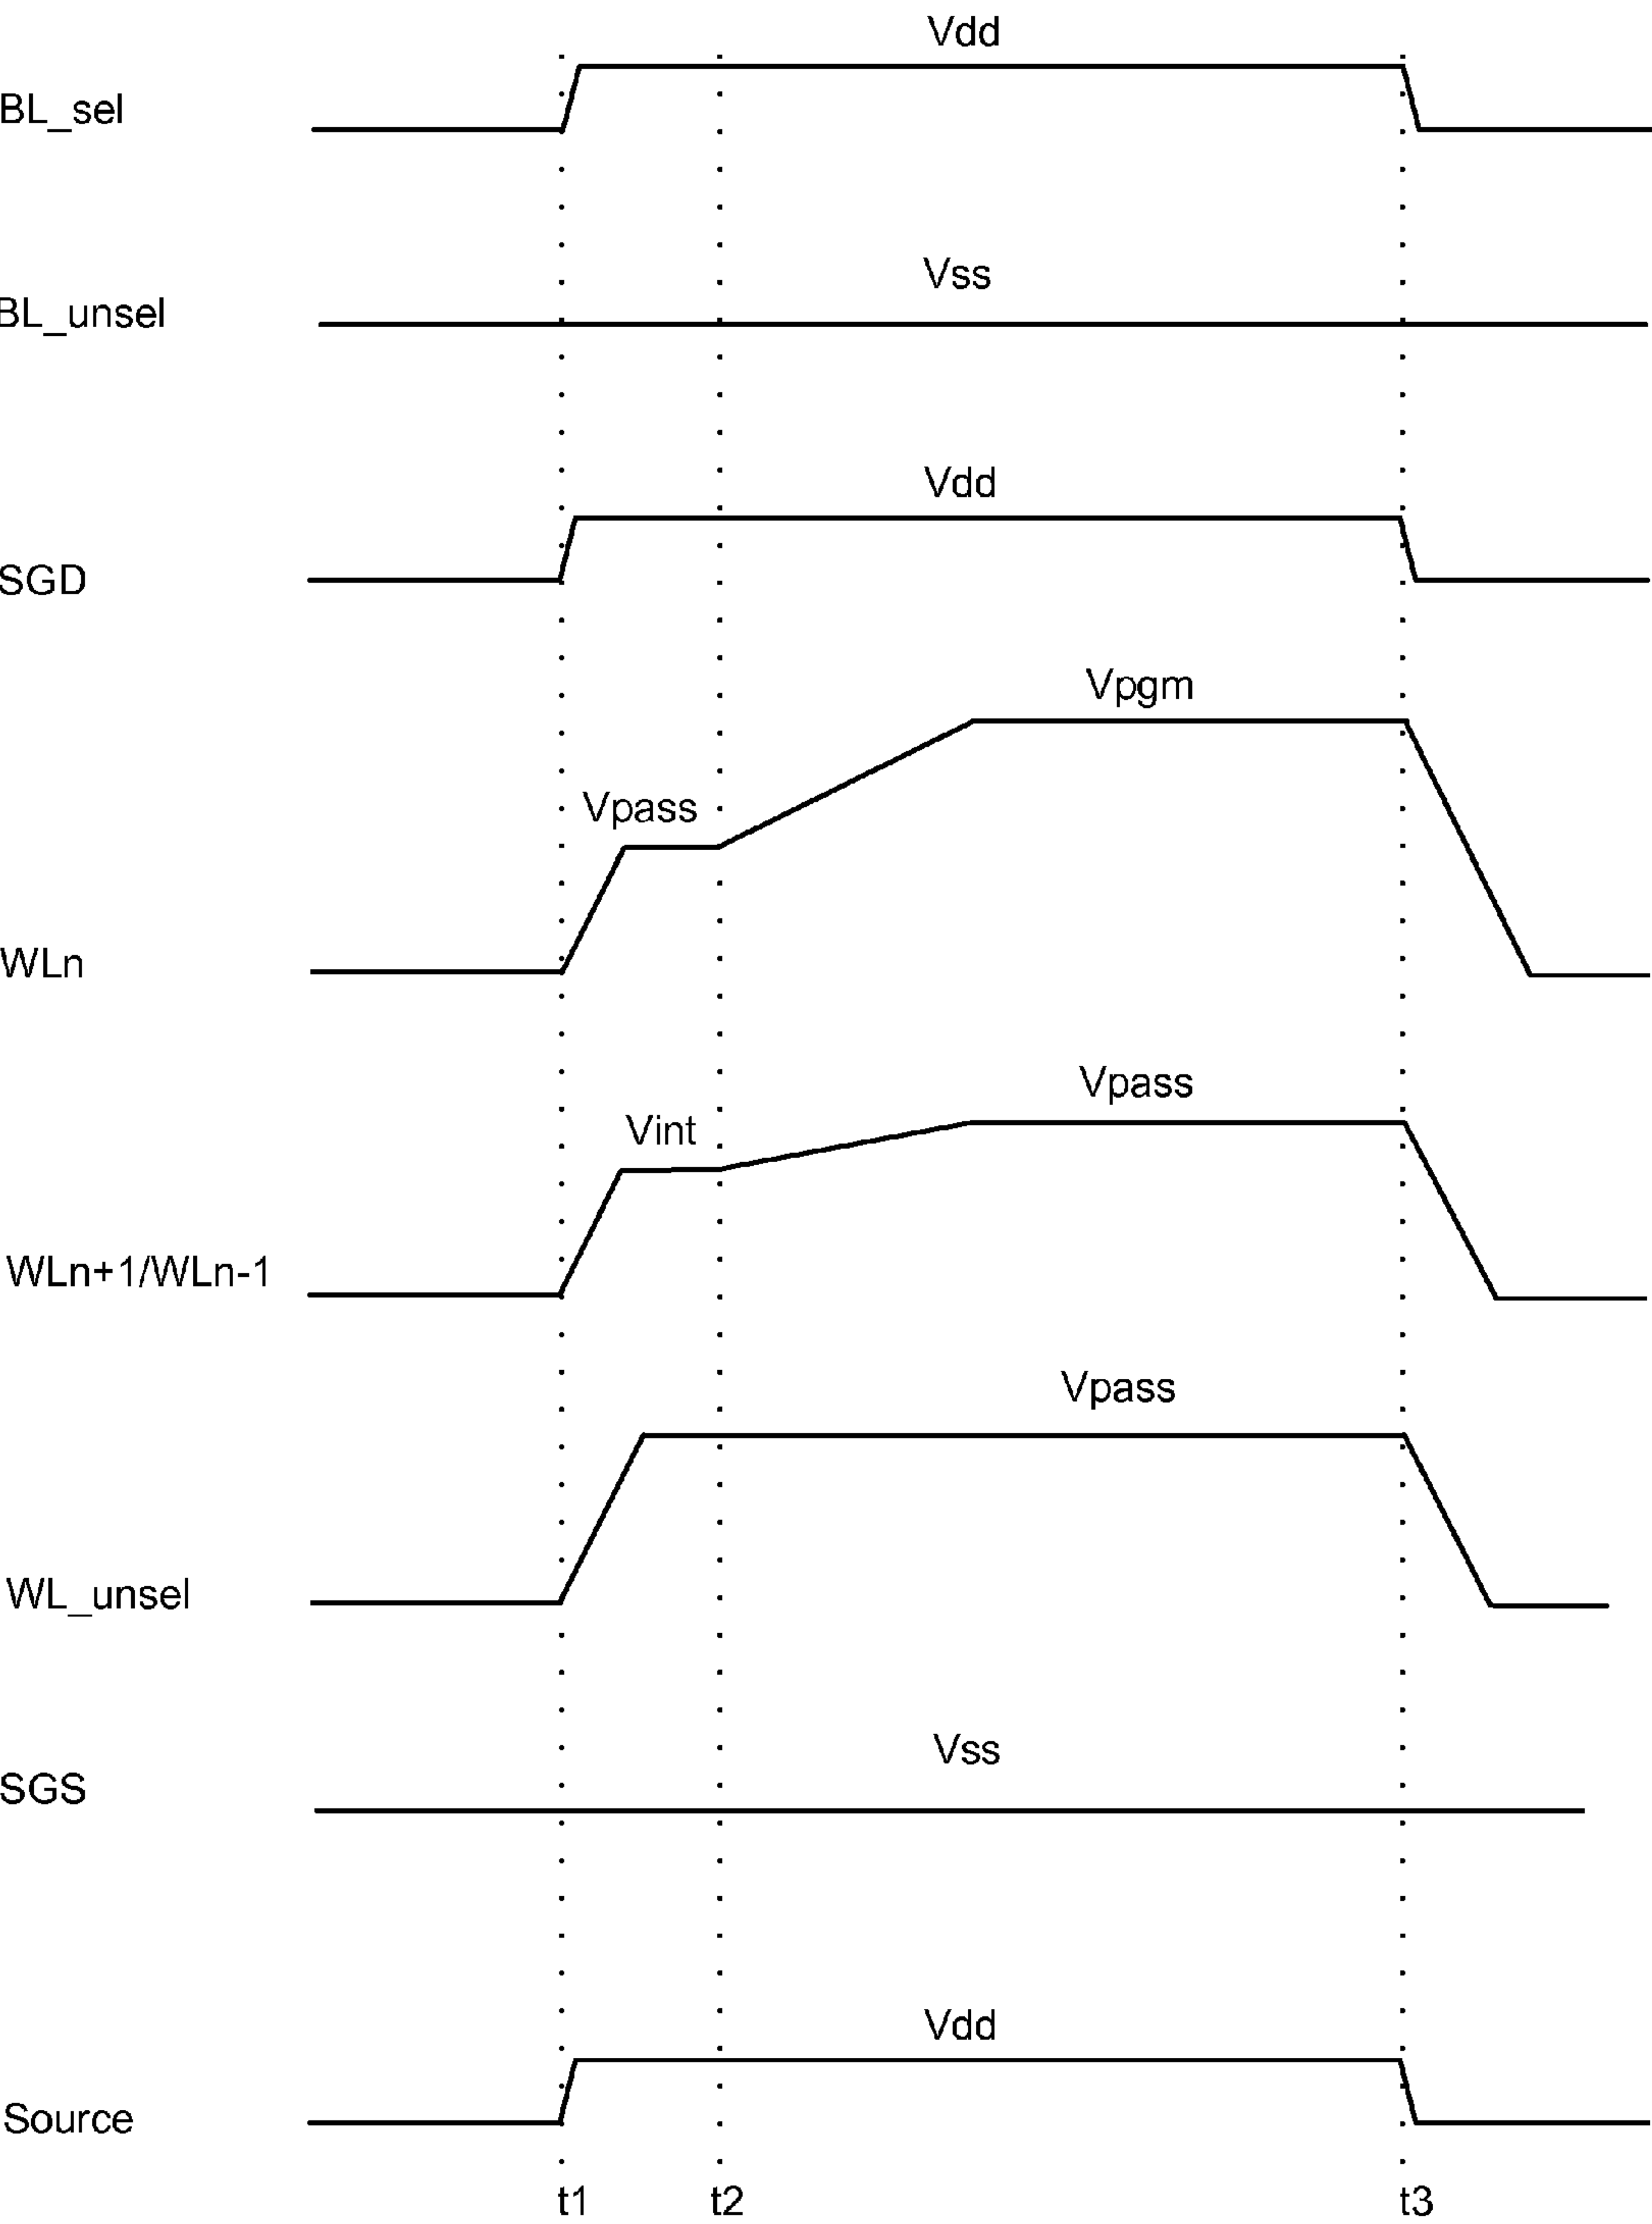 Vdd
BL_sel
Vss
BL_unsel
Vdd
SGD
Vpgm
Vpass
WLn
Vpass
Vint
WLn+1/WLn-1
Vpass
WL_unsel
Vss
SGS
Vdd
Source
t1 t2 t3